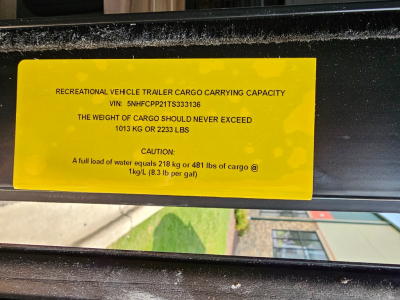 RECREATIONAL VEHICLE TRAILER CARGO CARRYING CAPACITY
VIN: 5NHFCPP21TS333136
THE WEIGHT OF CARGO SHOULD NEVER EXCEED
1013 KG OR 2233 LBS
CAUTION:
A full load of water equals 218 kg or 481 lbs of cargo @
1kg/L (8.3 lb per gal)